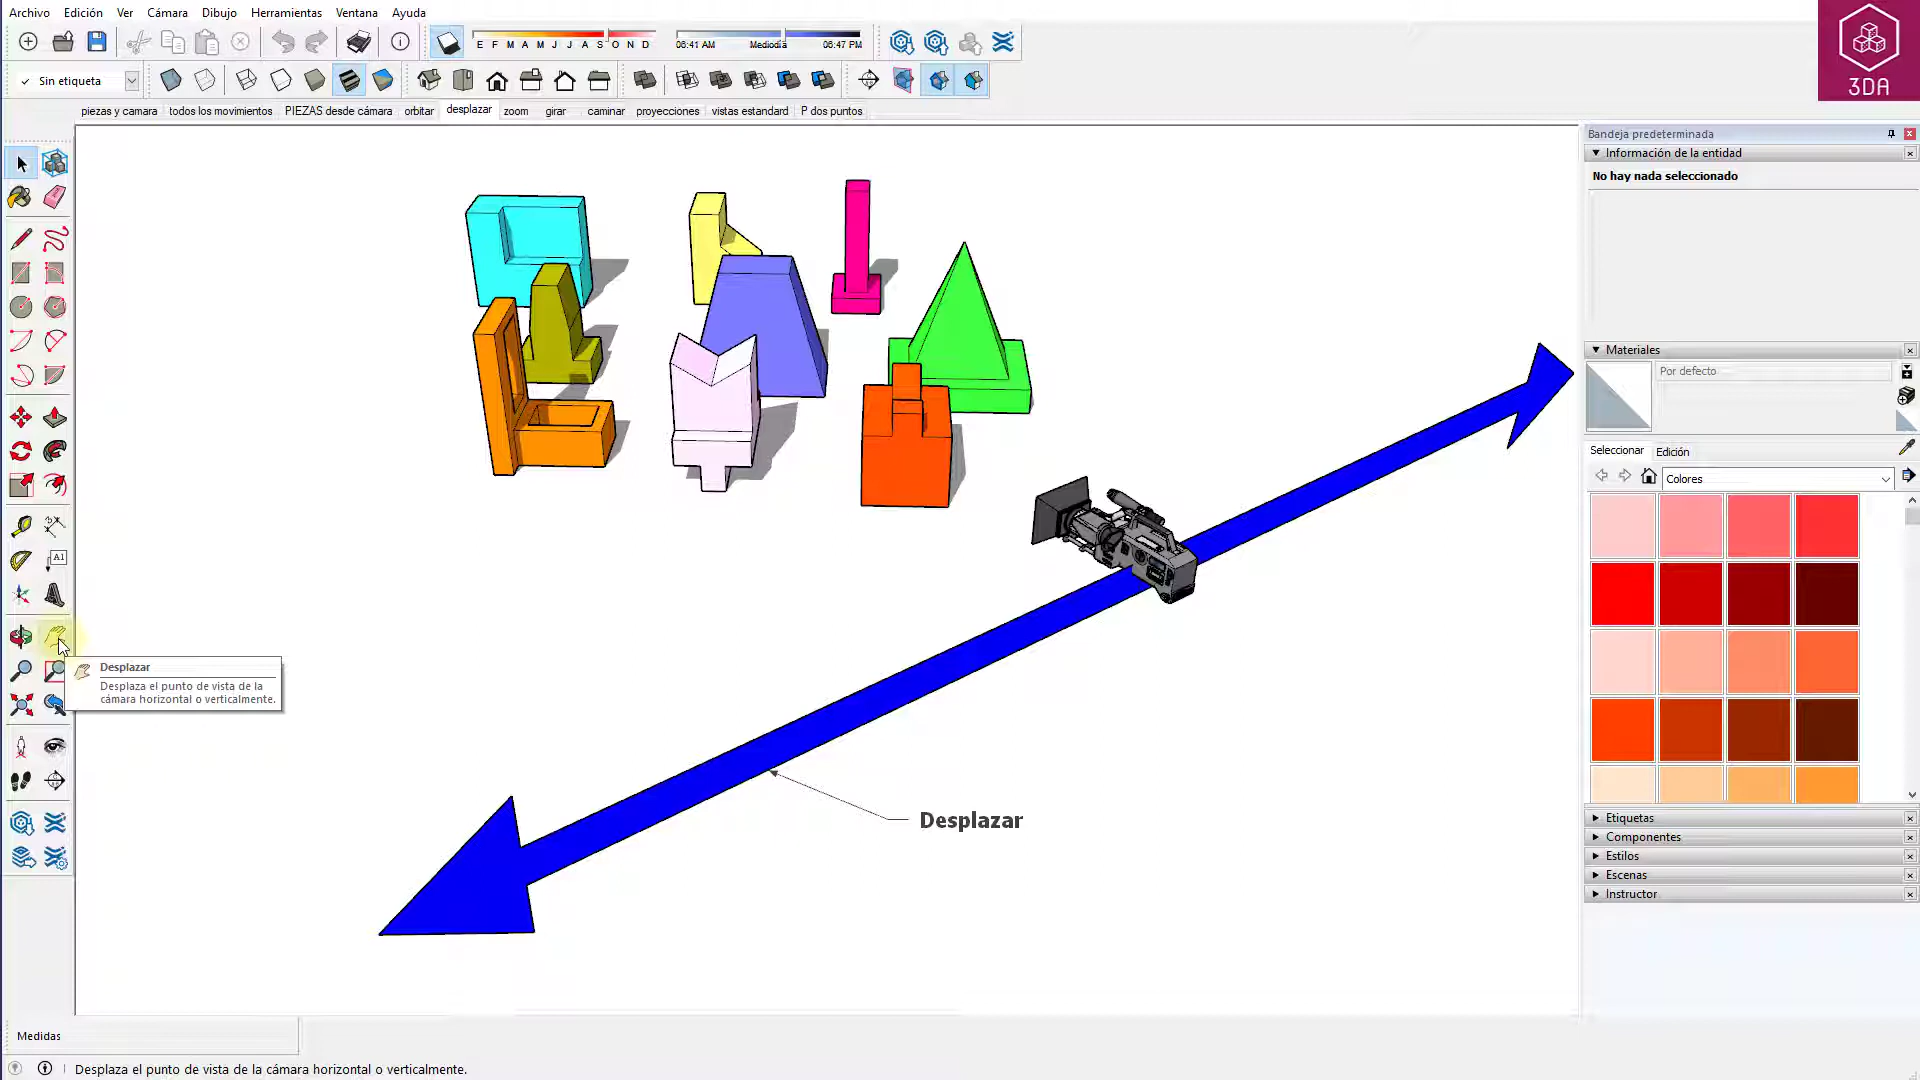 Archivo Edición Ver Cámara Dibujo Herramientas Ventana Ayuda
E F M A M J J A S O N D
06:41 AM Mediodía 06:47 PM
3DA
Sin etiqueta
piezas y camara todos los movimientos PIEZAS desde cámara orbitar desplazar zoom girar caminar proyecciones vistas estandard P dos puntos
Bandeja predeterminada
Información de la entidad
No hay nada seleccionado
Materiales
Por defecto
Seleccionar Edición
Colores
A1
Desplazar
Desplaza el punto de vista de la
cámara horizontal o verticalmente.
Desplazar
Etiquetas
Componentes
Estilos
Escenas
Instructor
Medidas
Desplaza el punto de vista de la cámara horizontal o verticalmente.